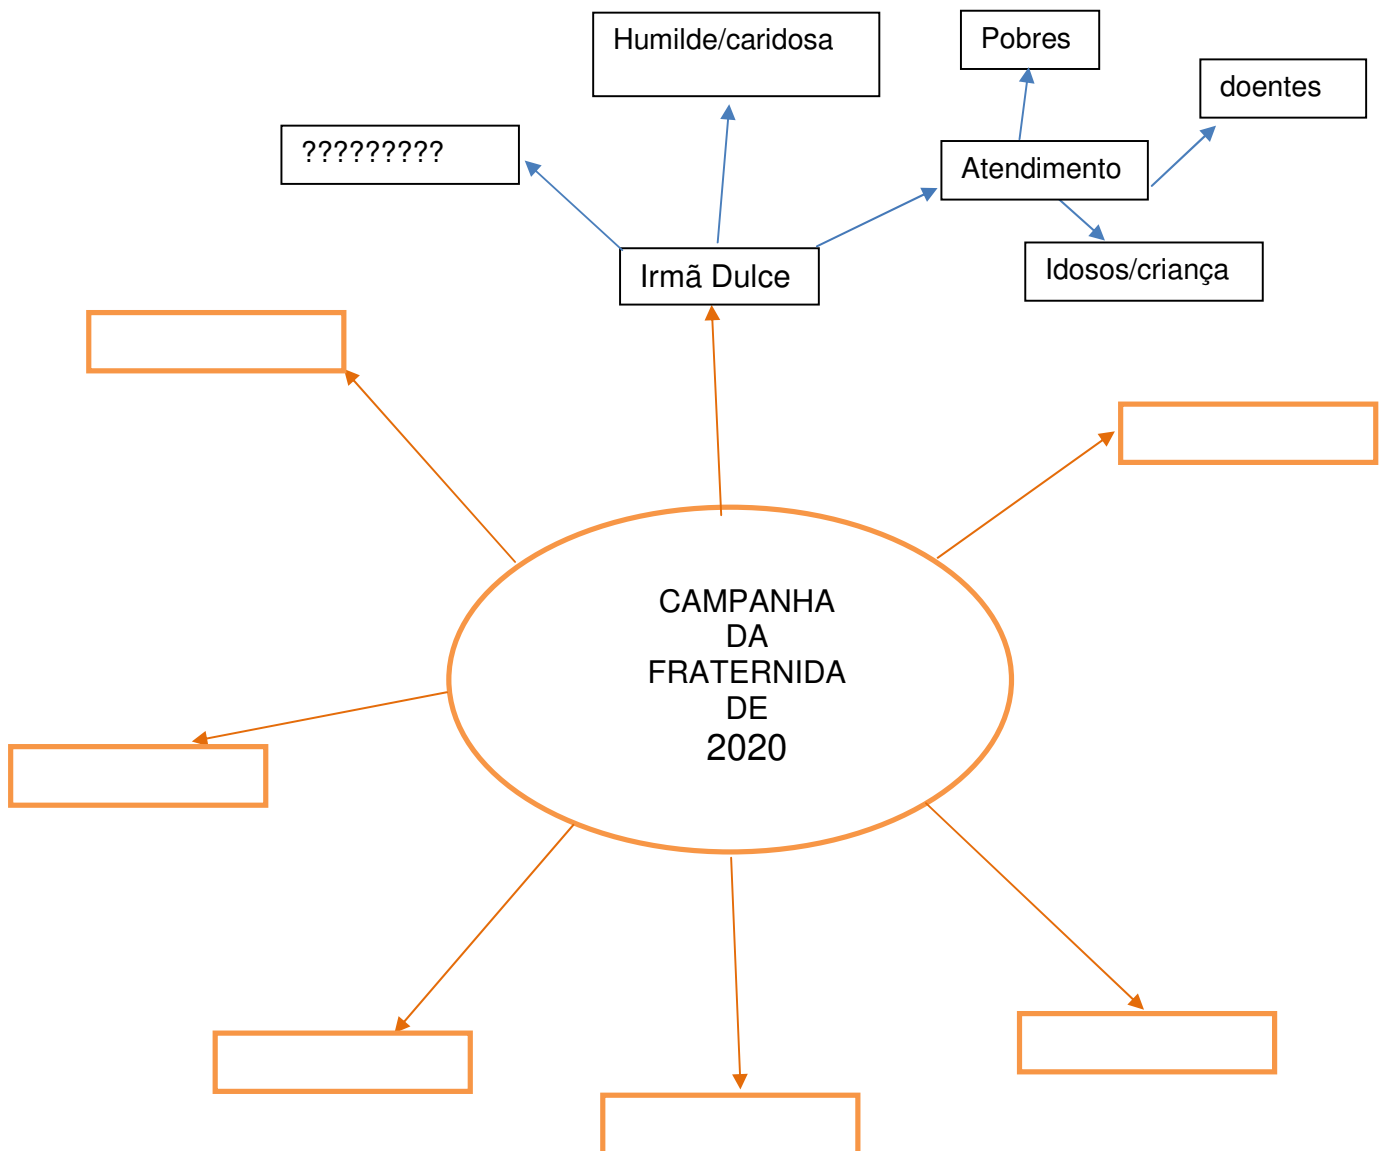 Humilde/caridosa
Pobres
doentes
?????????
Atendimento
Irmã Dulce
Idosos/criança
CAMPANHA
DA
FRATERNIDA
DE
2020